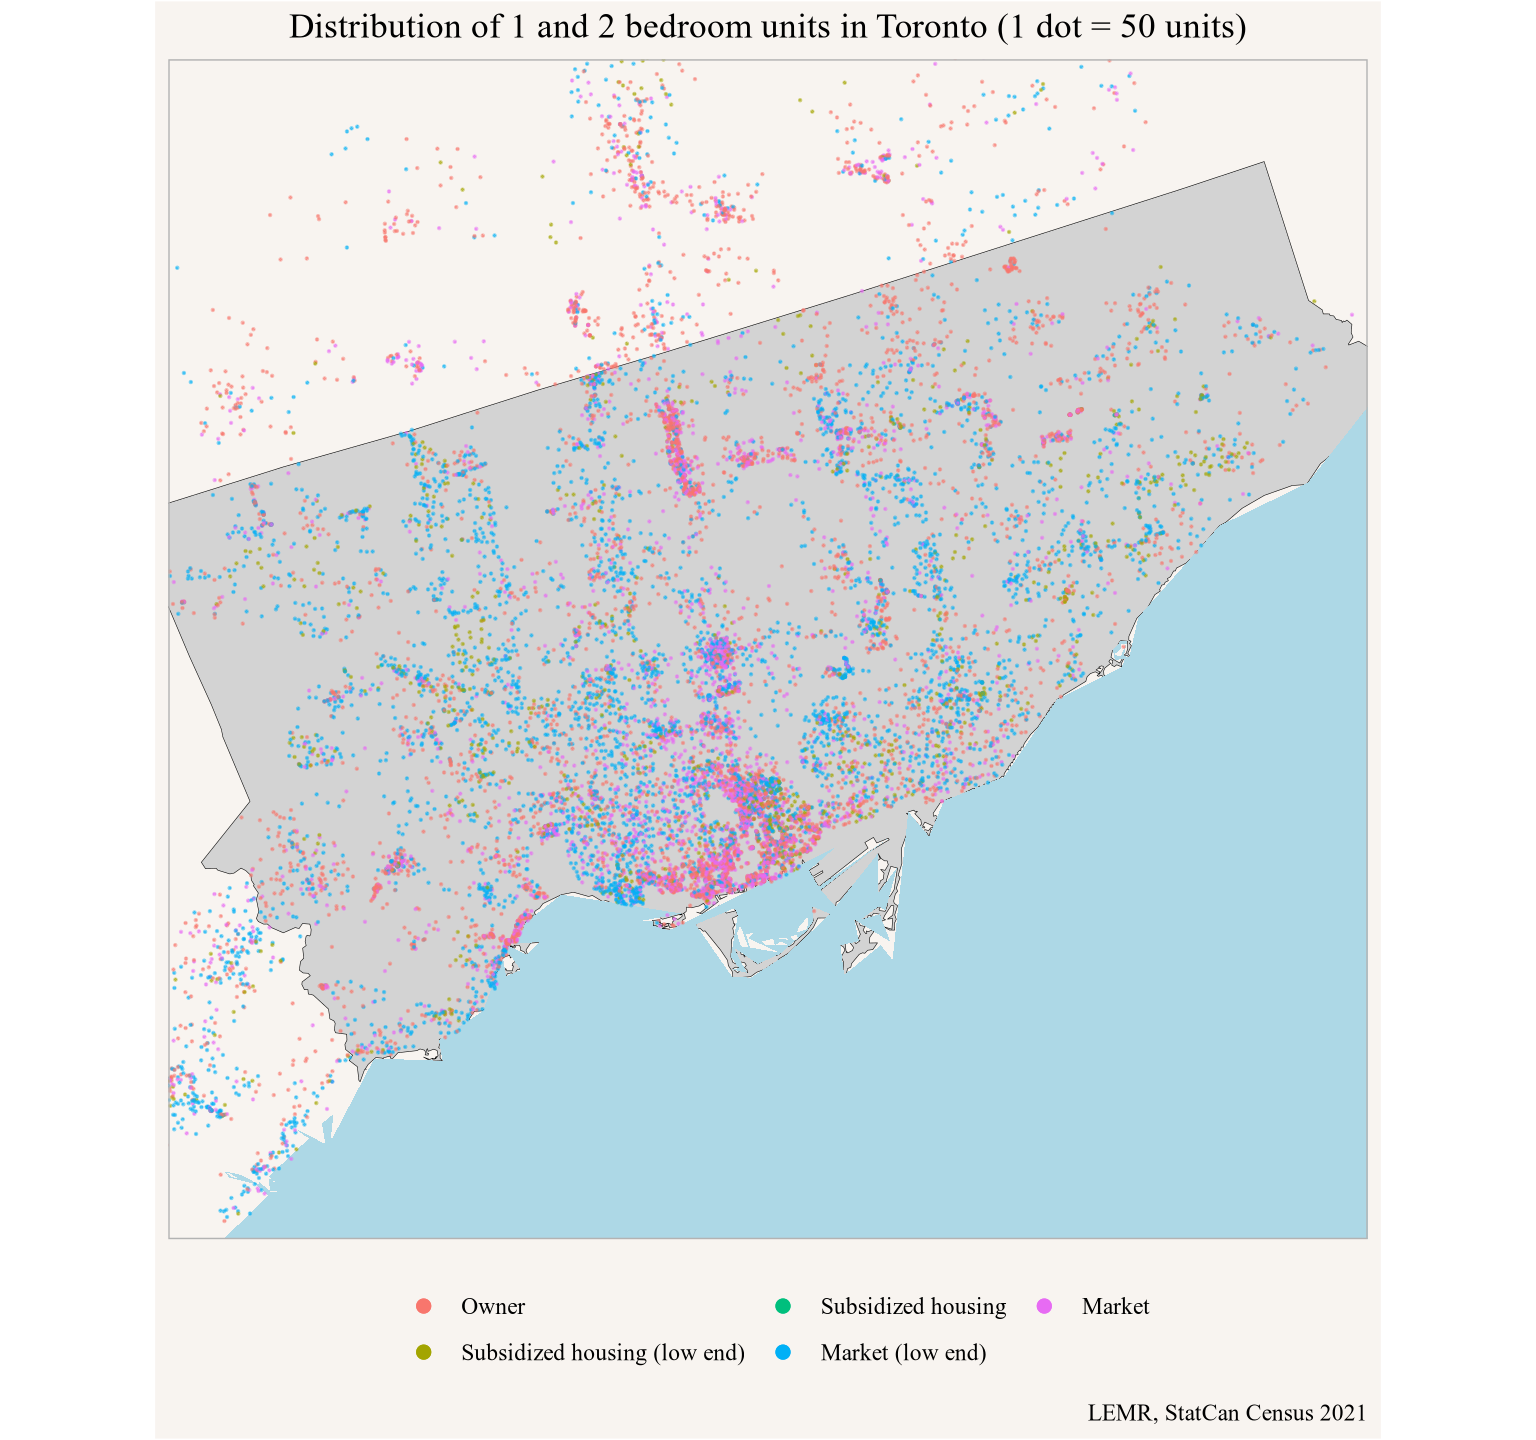 Distribution of 1 and 2 bedroom units in Toronto (1 dot = 50 units)
Owner
Subsidized housing
Market
Subsidized housing (low end)
Market (low end)
LEMR, StatCan Census 2021